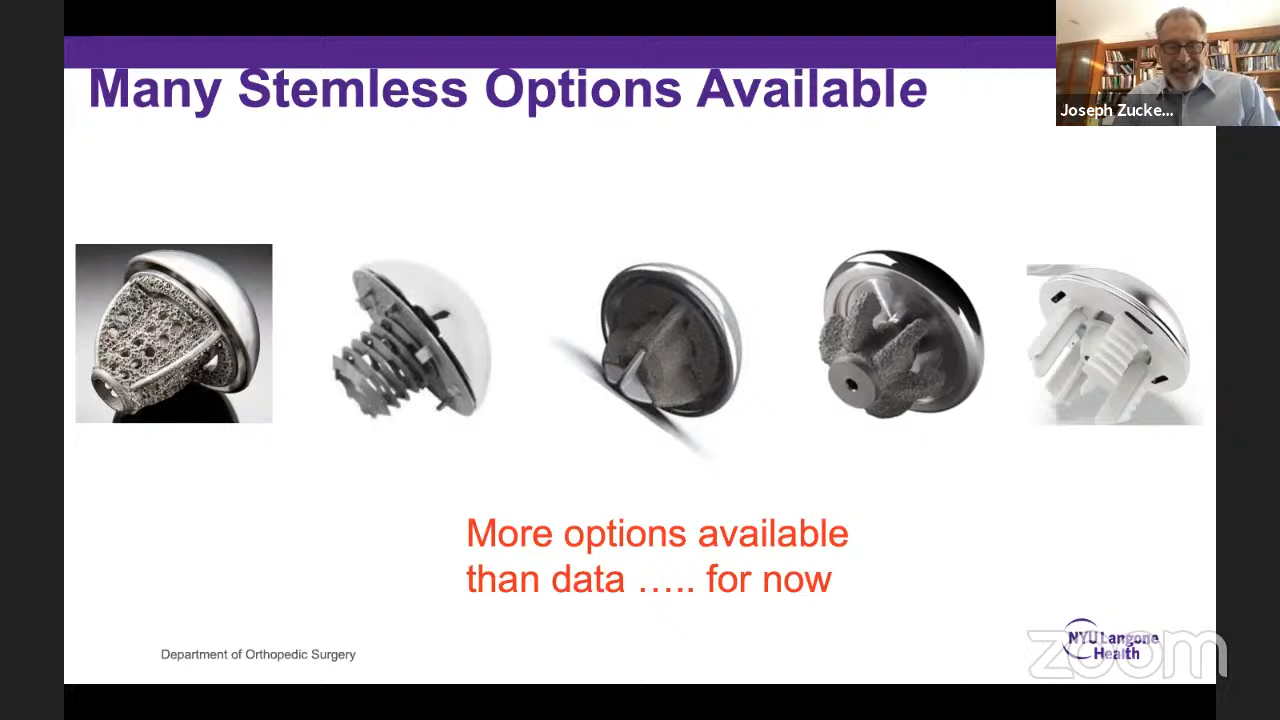 Many Stemless Options Available
Joseph Zucke...
More options available
than data ….. for now
Department of Orthopedic Surgery
NYU Langone
Health
zoom